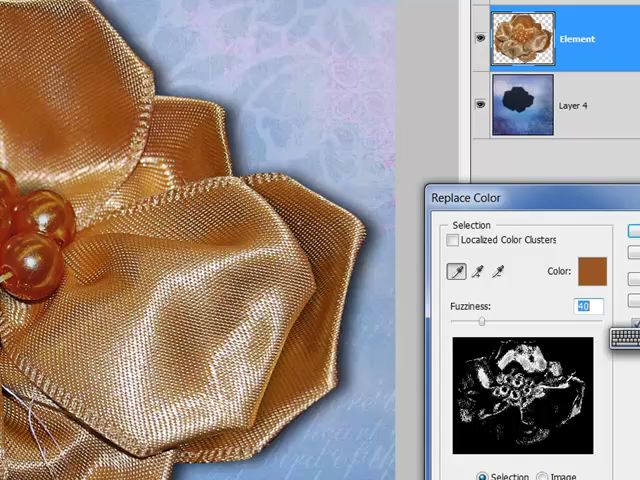 Element
Layer 4
Replace Color
Selection
Localized Color Clusters
Color:
Fuzziness:
40
Selection
Image